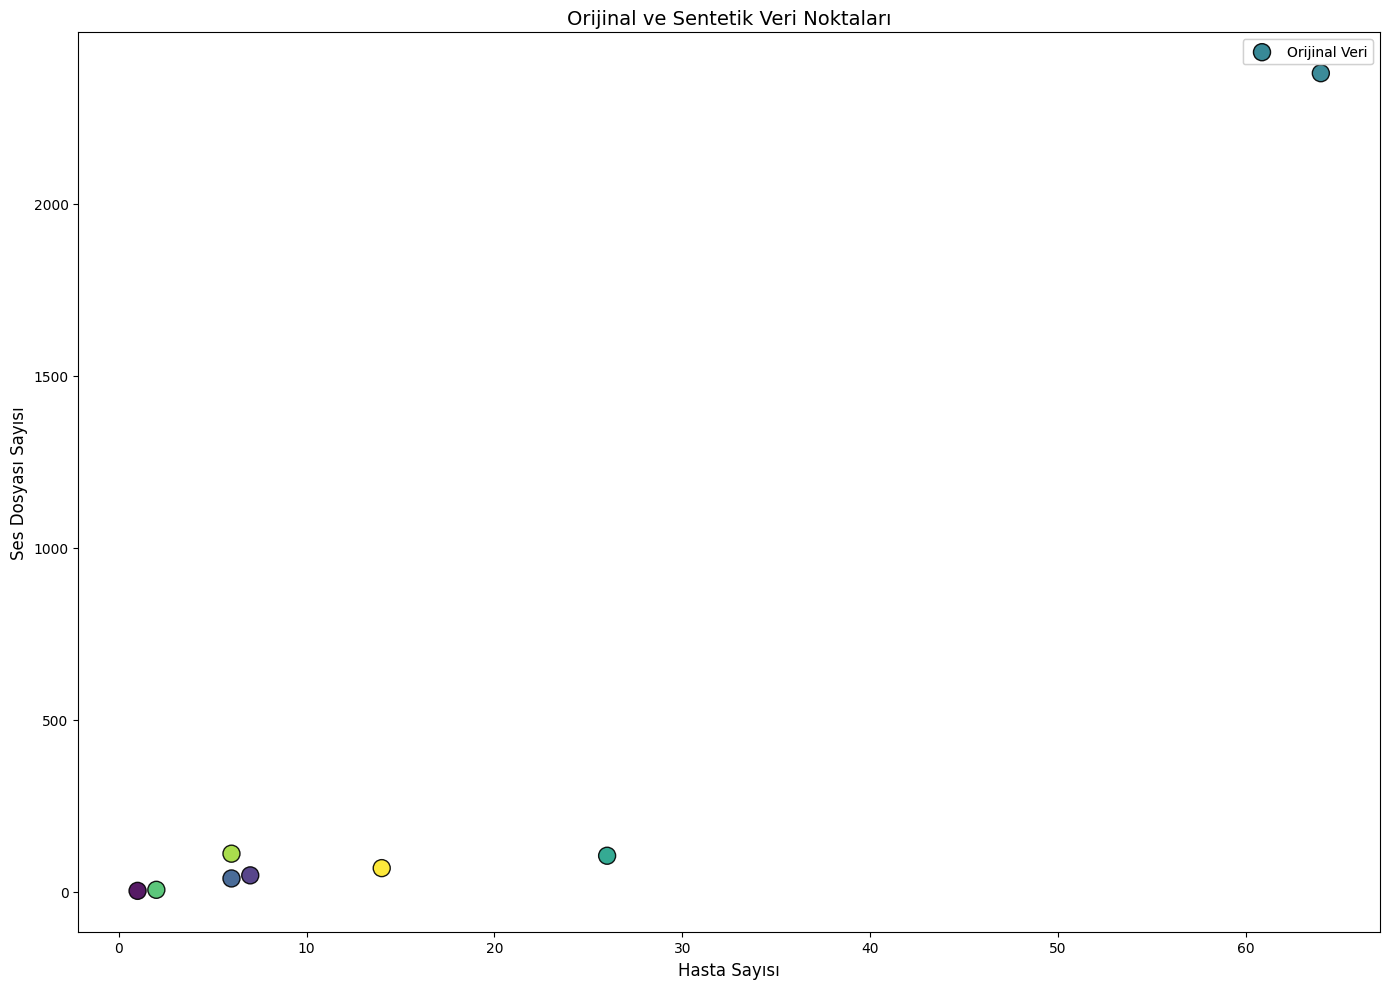 Orijinal ve Sentetik Veri Noktaları
Orijinal Veri
Ses Dosyası Sayısı
2000
1500
1000
500
0
0 10 20 30 40 50 60
Hasta Sayısı